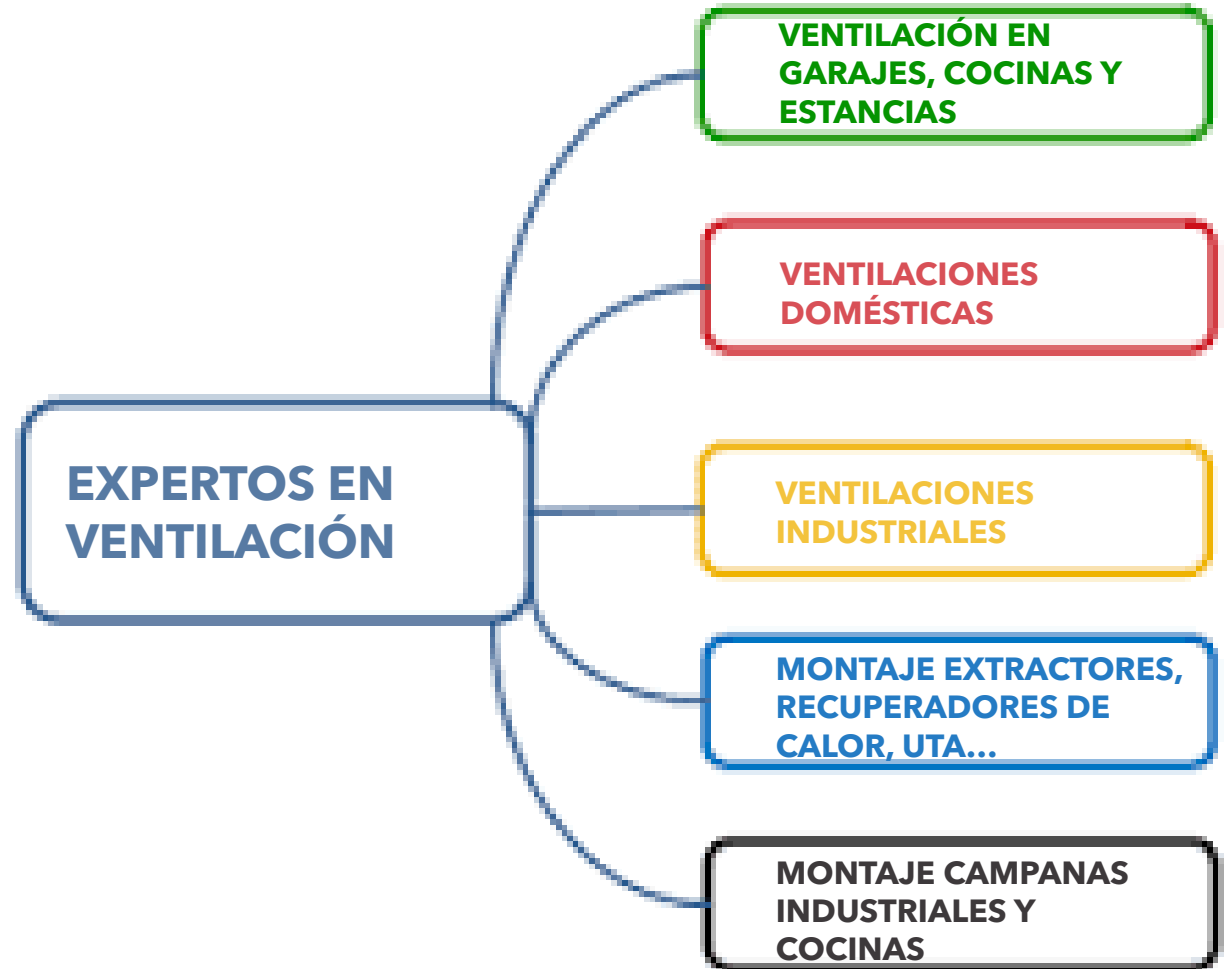 VENTILACIÓN EN
GARAJES, COCINAS Y
ESTANCIAS
VENTILACIONES
DOMÉSTICAS
EXPERTOS EN
VENTILACIÓN
VENTILACIONES
INDUSTRIALES
MONTAJE EXTRACTORES,
RECUPERADORES DE
CALOR, UTA...
MONTAJE CAMPANAS
INDUSTRIALES Y
COCINAS